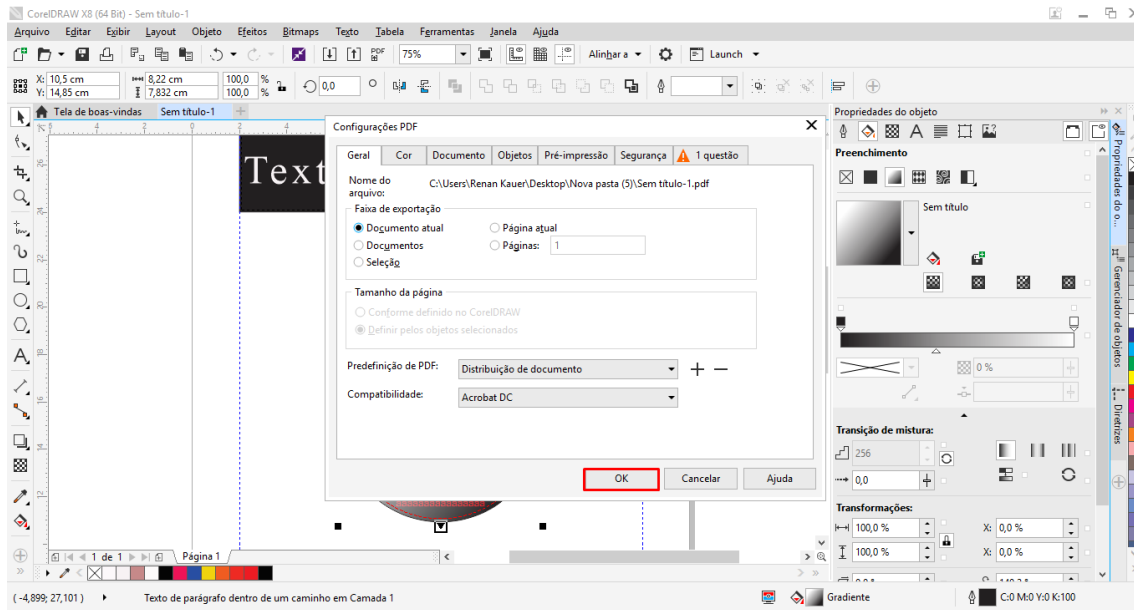 CorelDRAW X8 (64 Bit) - Sem título-1
Arquivo Editar Exibir Layout Objeto Efeitos Bitmaps Texto Tabela Ferramentas Janela Ajuda
PDF 75% Alinhar a Launch
X: 10,5 cm 8,22 cm 100,0 % 0,0 °
Y: 14,85 cm 7,832 cm 100,0 %
Tela de boas-vindas Sem título-1
Text
Configurações PDF
Geral Cor Documento Objetos Pré-impressão Segurança 1 questão
Nome do arquivo: C:\Users\Renan Kauer\Desktop\Nova pasta (5)\Sem título-1.pdf
Faixa de exportação
Documento atual Página atual
Documentos Páginas: 1
Seleção
Tamanho da página
Conforme definido no CorelDRAW
Definir pelos objetos selecionados
Predefinição de PDF: Distribuição de documento
Compatibilidade: Acrobat DC
OK Cancelar Ajuda
Propriedades do objeto
Preenchimento
Sem título
0 %
Transição de mistura:
256
0,0
Transformações:
100,0 % X: 0,0 %
100,0 % X: 0,0 %
Propriedades do o...
Gerenciador de objetos
Diretrizes
1 de 1 Página 1
( -4,899; 27,101 ) Texto de parágrafo dentro de um caminho em Camada 1 Gradiente C:0 M:0 Y:0 K:100